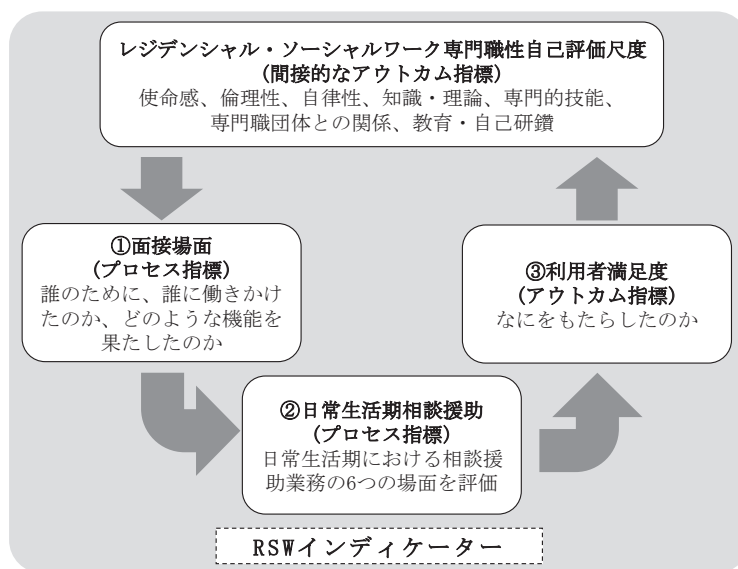 レジデンシャル・ソーシャルワーク専門職性自己評価尺度
(間接的なアウトカム指標)
使命感、倫理性、自律性、知識・理論、専門的技能、
専門職団体との関係、教育・自己研鑽
①面接場面
(プロセス指標)
誰のために、誰に働きかけ
たのか、どのような機能を
果たしたのか
②日常生活期相談援助
(プロセス指標)
日常生活期における相談援
助業務の6つの場面を評価
③利用者満足度
(アウトカム指標)
なにをもたらしたのか
RSWインディケーター